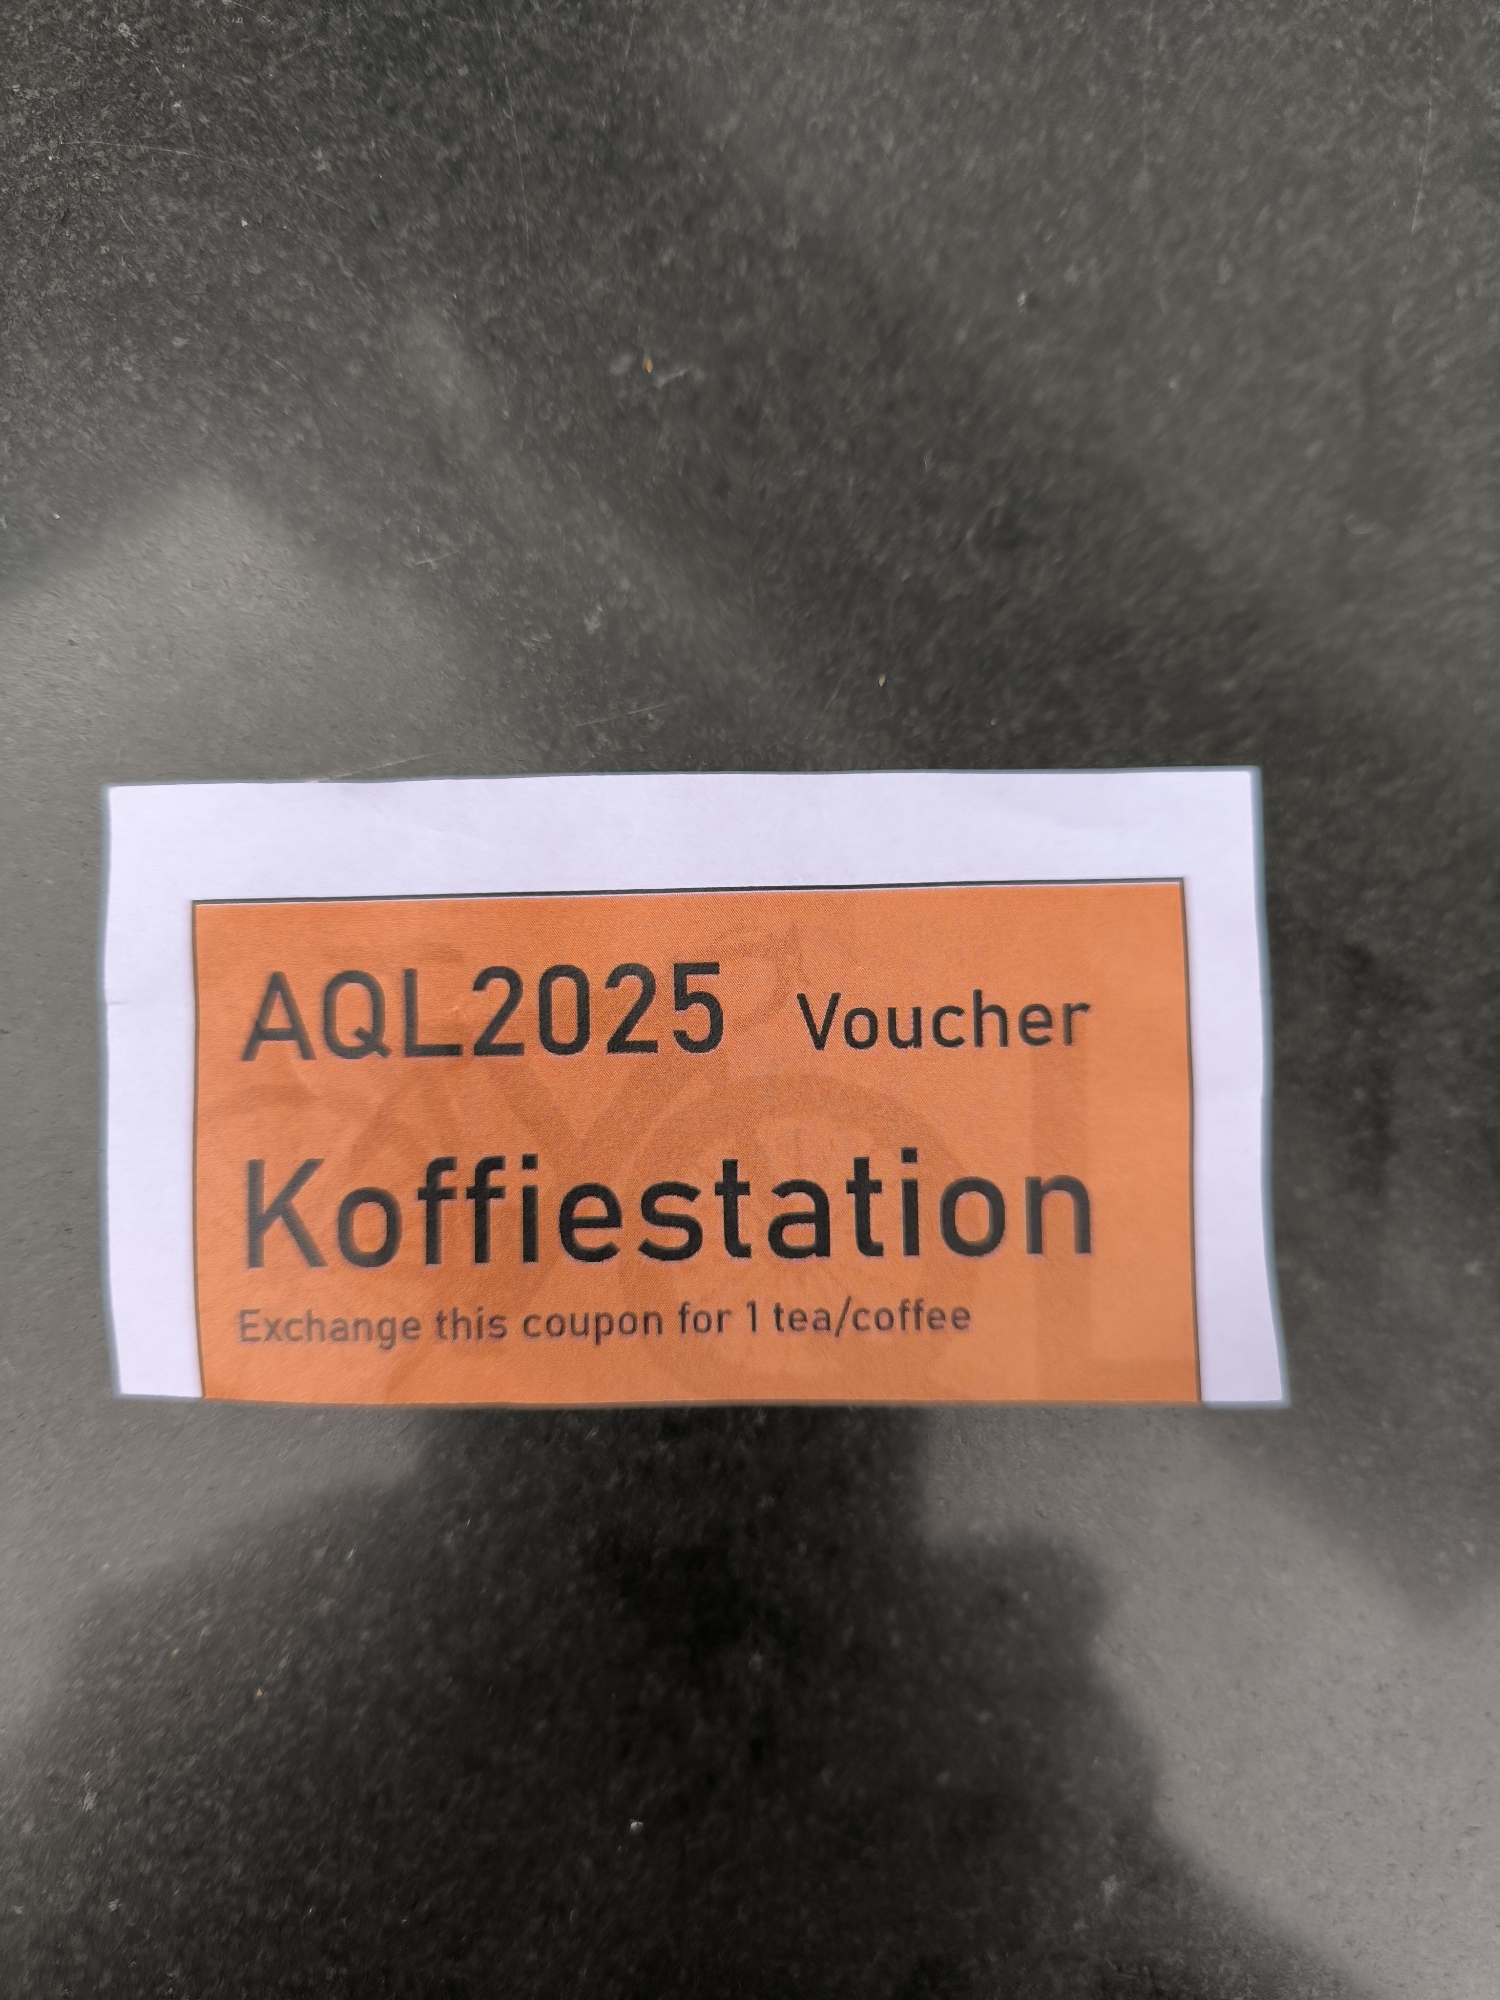 AQL2025 Voucher
Koffiestation
Exchange this coupon for 1 tea/coffee